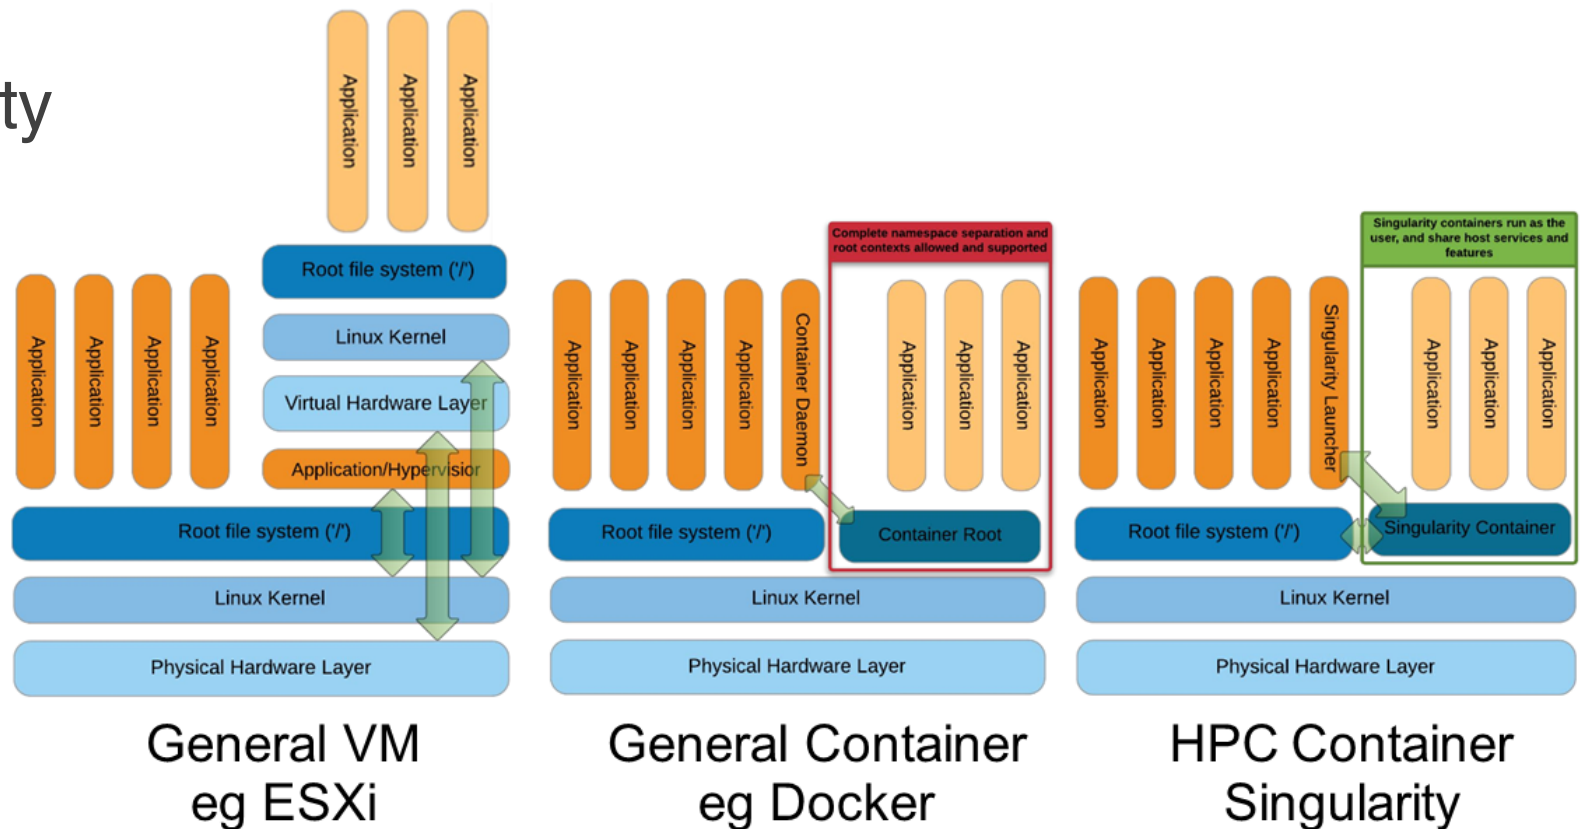 ty
Application
Application
Application
Root file system ('/')
Linux Kernel
Virtual Hardware Layer
Application/Hypervisior
Application
Application
Application
Application
Root file system ('/')
Linux Kernel
Physical Hardware Layer
General VM
eg ESXi
Complete namespace separation and
root contexts allowed and supported
Application
Application
Application
Application
Container Daemon
Application
Application
Application
Root file system ('/')
Container Root
Linux Kernel
Physical Hardware Layer
General Container
eg Docker
Singularity containers run as the
user, and share host services and
features
Application
Application
Application
Application
Singularity Launcher
Application
Application
Application
Root file system ('/')
Singularity Container
Linux Kernel
Physical Hardware Layer
HPC Container
Singularity